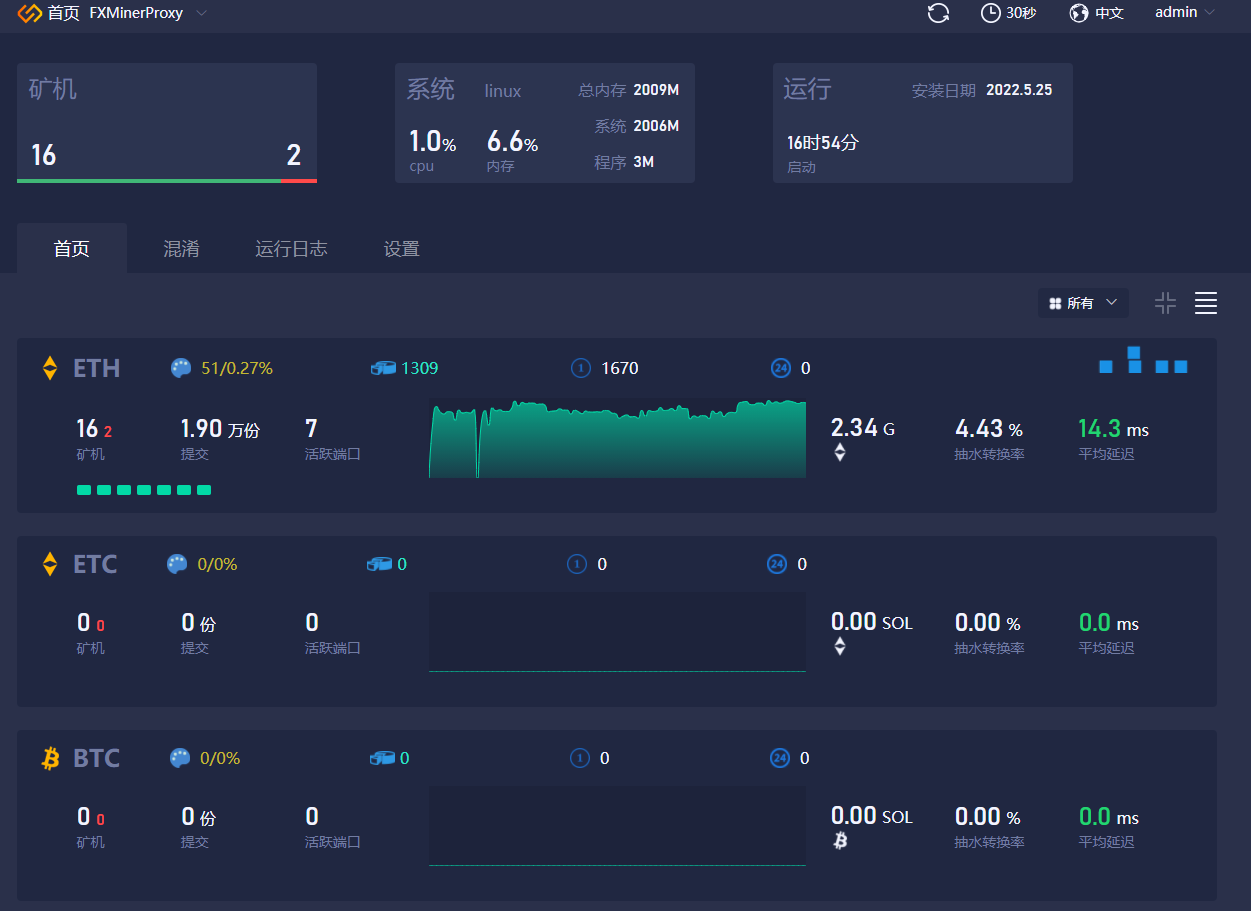 首页 FXMinerProxy 30秒 中文 admin
矿机
16 2
系统 linux 总内存 2009M
系统 2006M
1.0% 6.6%
cpu 内存 程序 3M
运行 安装日期 2022.5.25
16时54分
启动
首页 混淆 运行日志 设置
所有
ETH 51/0.27% 1309 1 1670 24 0
16 2 1.90 万份 7 2.34 G 4.43 % 14.3 ms
矿机 提交 活跃端口 抽水转换率 平均延迟
ETC 0/0% 0 1 0 24 0
0 0 0 份 0 0.00 SOL 0.00 % 0.0 ms
矿机 提交 活跃端口 抽水转换率 平均延迟
BTC 0/0% 0 1 0 24 0
0 0 0 份 0 0.00 SOL 0.00 % 0.0 ms
矿机 提交 活跃端口 抽水转换率 平均延迟